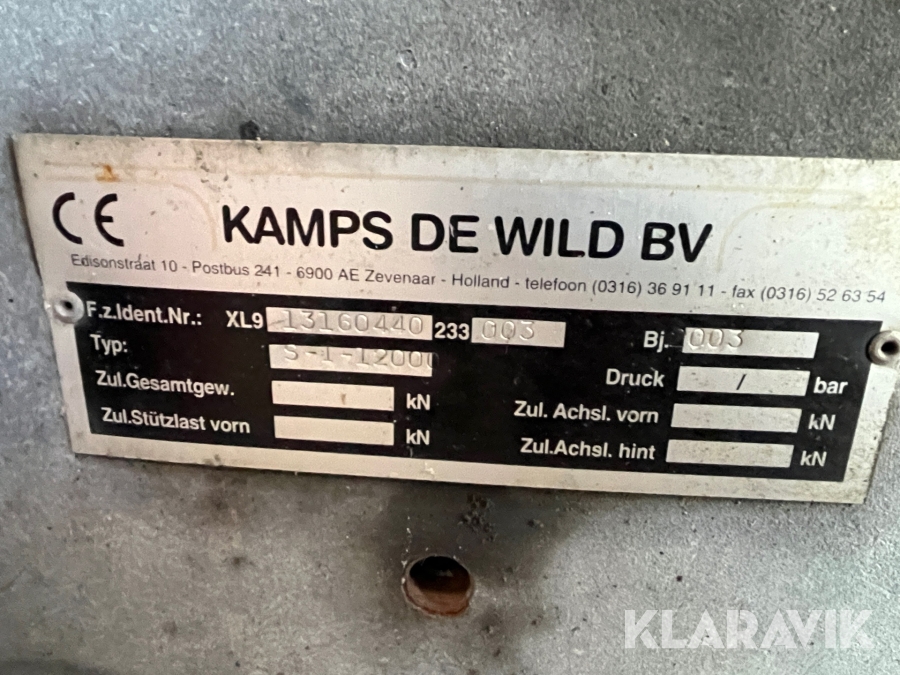 CE KAMPS DE WILD BV
Edisonstraat 10 - Postbus 241 - 6900 AE Zevenaar - Holland - telefoon (0316) 36 91 11 - fax (0316) 52 63 54
F.z.Ident.Nr.: XL9 13160440 233 003 Bj. 003
Typ: S-1-12000 Druck / bar
Zul.Gesamtgew. kN Zul. Achsl. vorn kN
Zul.Stützlast vorn kN Zul.Achsl. hint kN
KLARAVIK